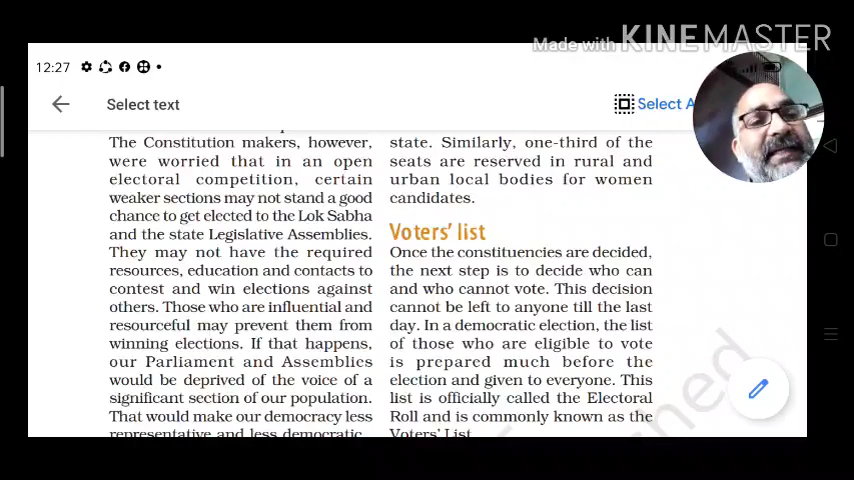 Made with KINEMASTER
12:27
Select text
Select A
The Constitution makers, however,
were worried that in an open
electoral competition, certain
weaker sections may not stand a good
chance to get elected to the Lok Sabha
and the state Legislative Assemblies.
They may not have the required
resources, education and contacts to
contest and win elections against
others. Those who are influential and
resourceful may prevent them from
winning elections. If that happens,
our Parliament and Assemblies
would be deprived of the voice of a
significant section of our population.
That would make our democracy less
representative and less democratic.
state. Similarly, one-third of the
seats are reserved in rural and
urban local bodies for women
candidates.
Voters' list
Once the constituencies are decided,
the next step is to decide who can
and who cannot vote. This decision
cannot be left to anyone till the last
day. In a democratic election, the list
of those who are eligible to vote
is prepared much before the
election and given to everyone. This
list is officially called the Electoral
Roll and is commonly known as the
Voters' List